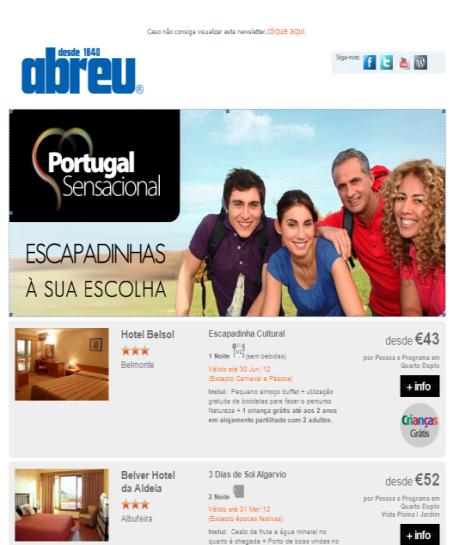 Caso não consiga visualizar esta newsletter,clique aqui.
desde 1840
abreu®
Siga-nos:
Portugal
Sensacional
ESCAPADINHAS
À SUA ESCOLHA
Hotel Belsol
Belmonte
Escapadinha Cultural
1 Noite (sem bebidas)
Válido até 30 Jun.'12
(Excepto Carnaval e Páscoa)
Inclui: Pequeno almoço buffet + utilização
gratuita de bicicletas para fazer o percurso
Natureza + 1 criança grátis até aos 2 anos
em alojamento partilhado com 2 adultos.
desde €43
por Pessoa e Programa em
Quarto Duplo
+ info
Crianças
Grátis
Belver Hotel
da Aldeia
Albufeira
3 Dias de Sol Algarvio
2 Noite
Válido até 31 Mar.'12
(Excepto épocas festivas)
Inclui: Cesto de fruta e água mineral no
quarto à chegada + Porto de boas vindas no
desde €52
por Pessoa e Programa em
Quarto Duplo
Vista Piscina / Jardim
+ info